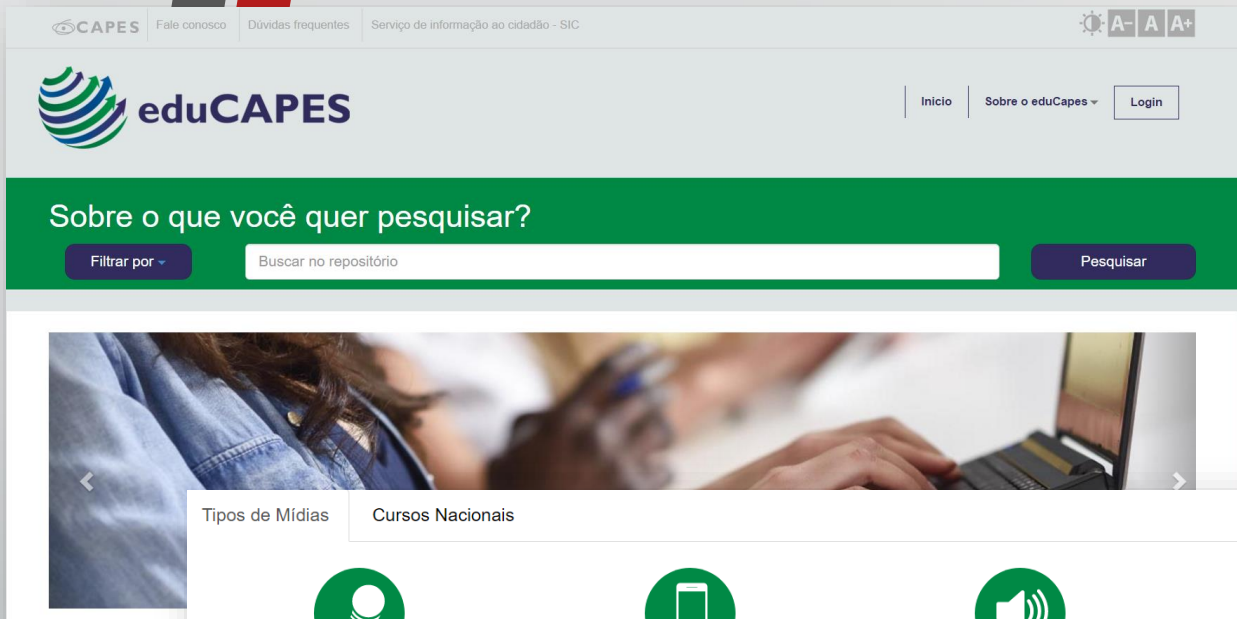 CAPES Fale conosco Dúvidas frequentes Serviço de informação ao cidadão - SIC A- A A+
eduCAPES
Início Sobre o eduCapes Login
Sobre o que você quer pesquisar?
Filtrar por Buscar no repositório Pesquisar
Tipos de Mídias Cursos Nacionais